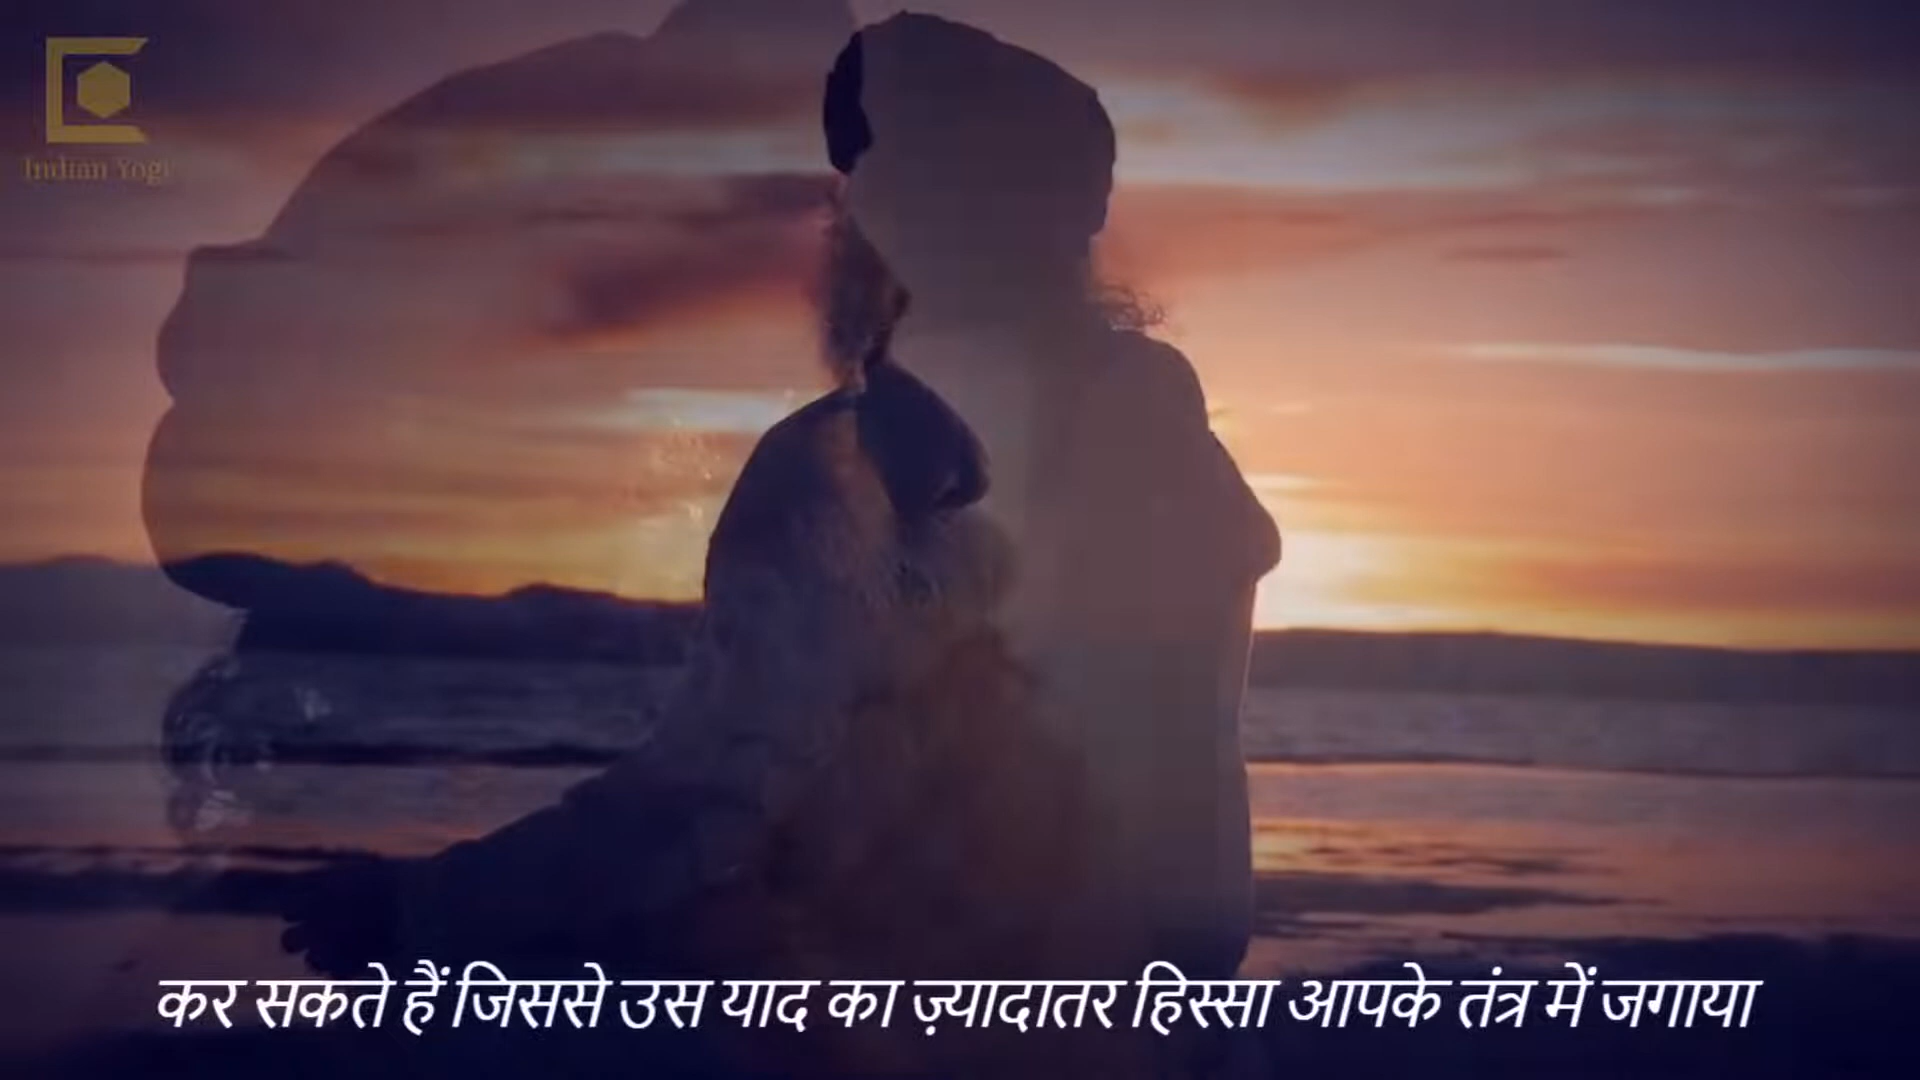 Indian Yogi
कर सकते हैं जिससे उस याद का ज़्यादातर हिस्सा आपके तंत्र में जगाया